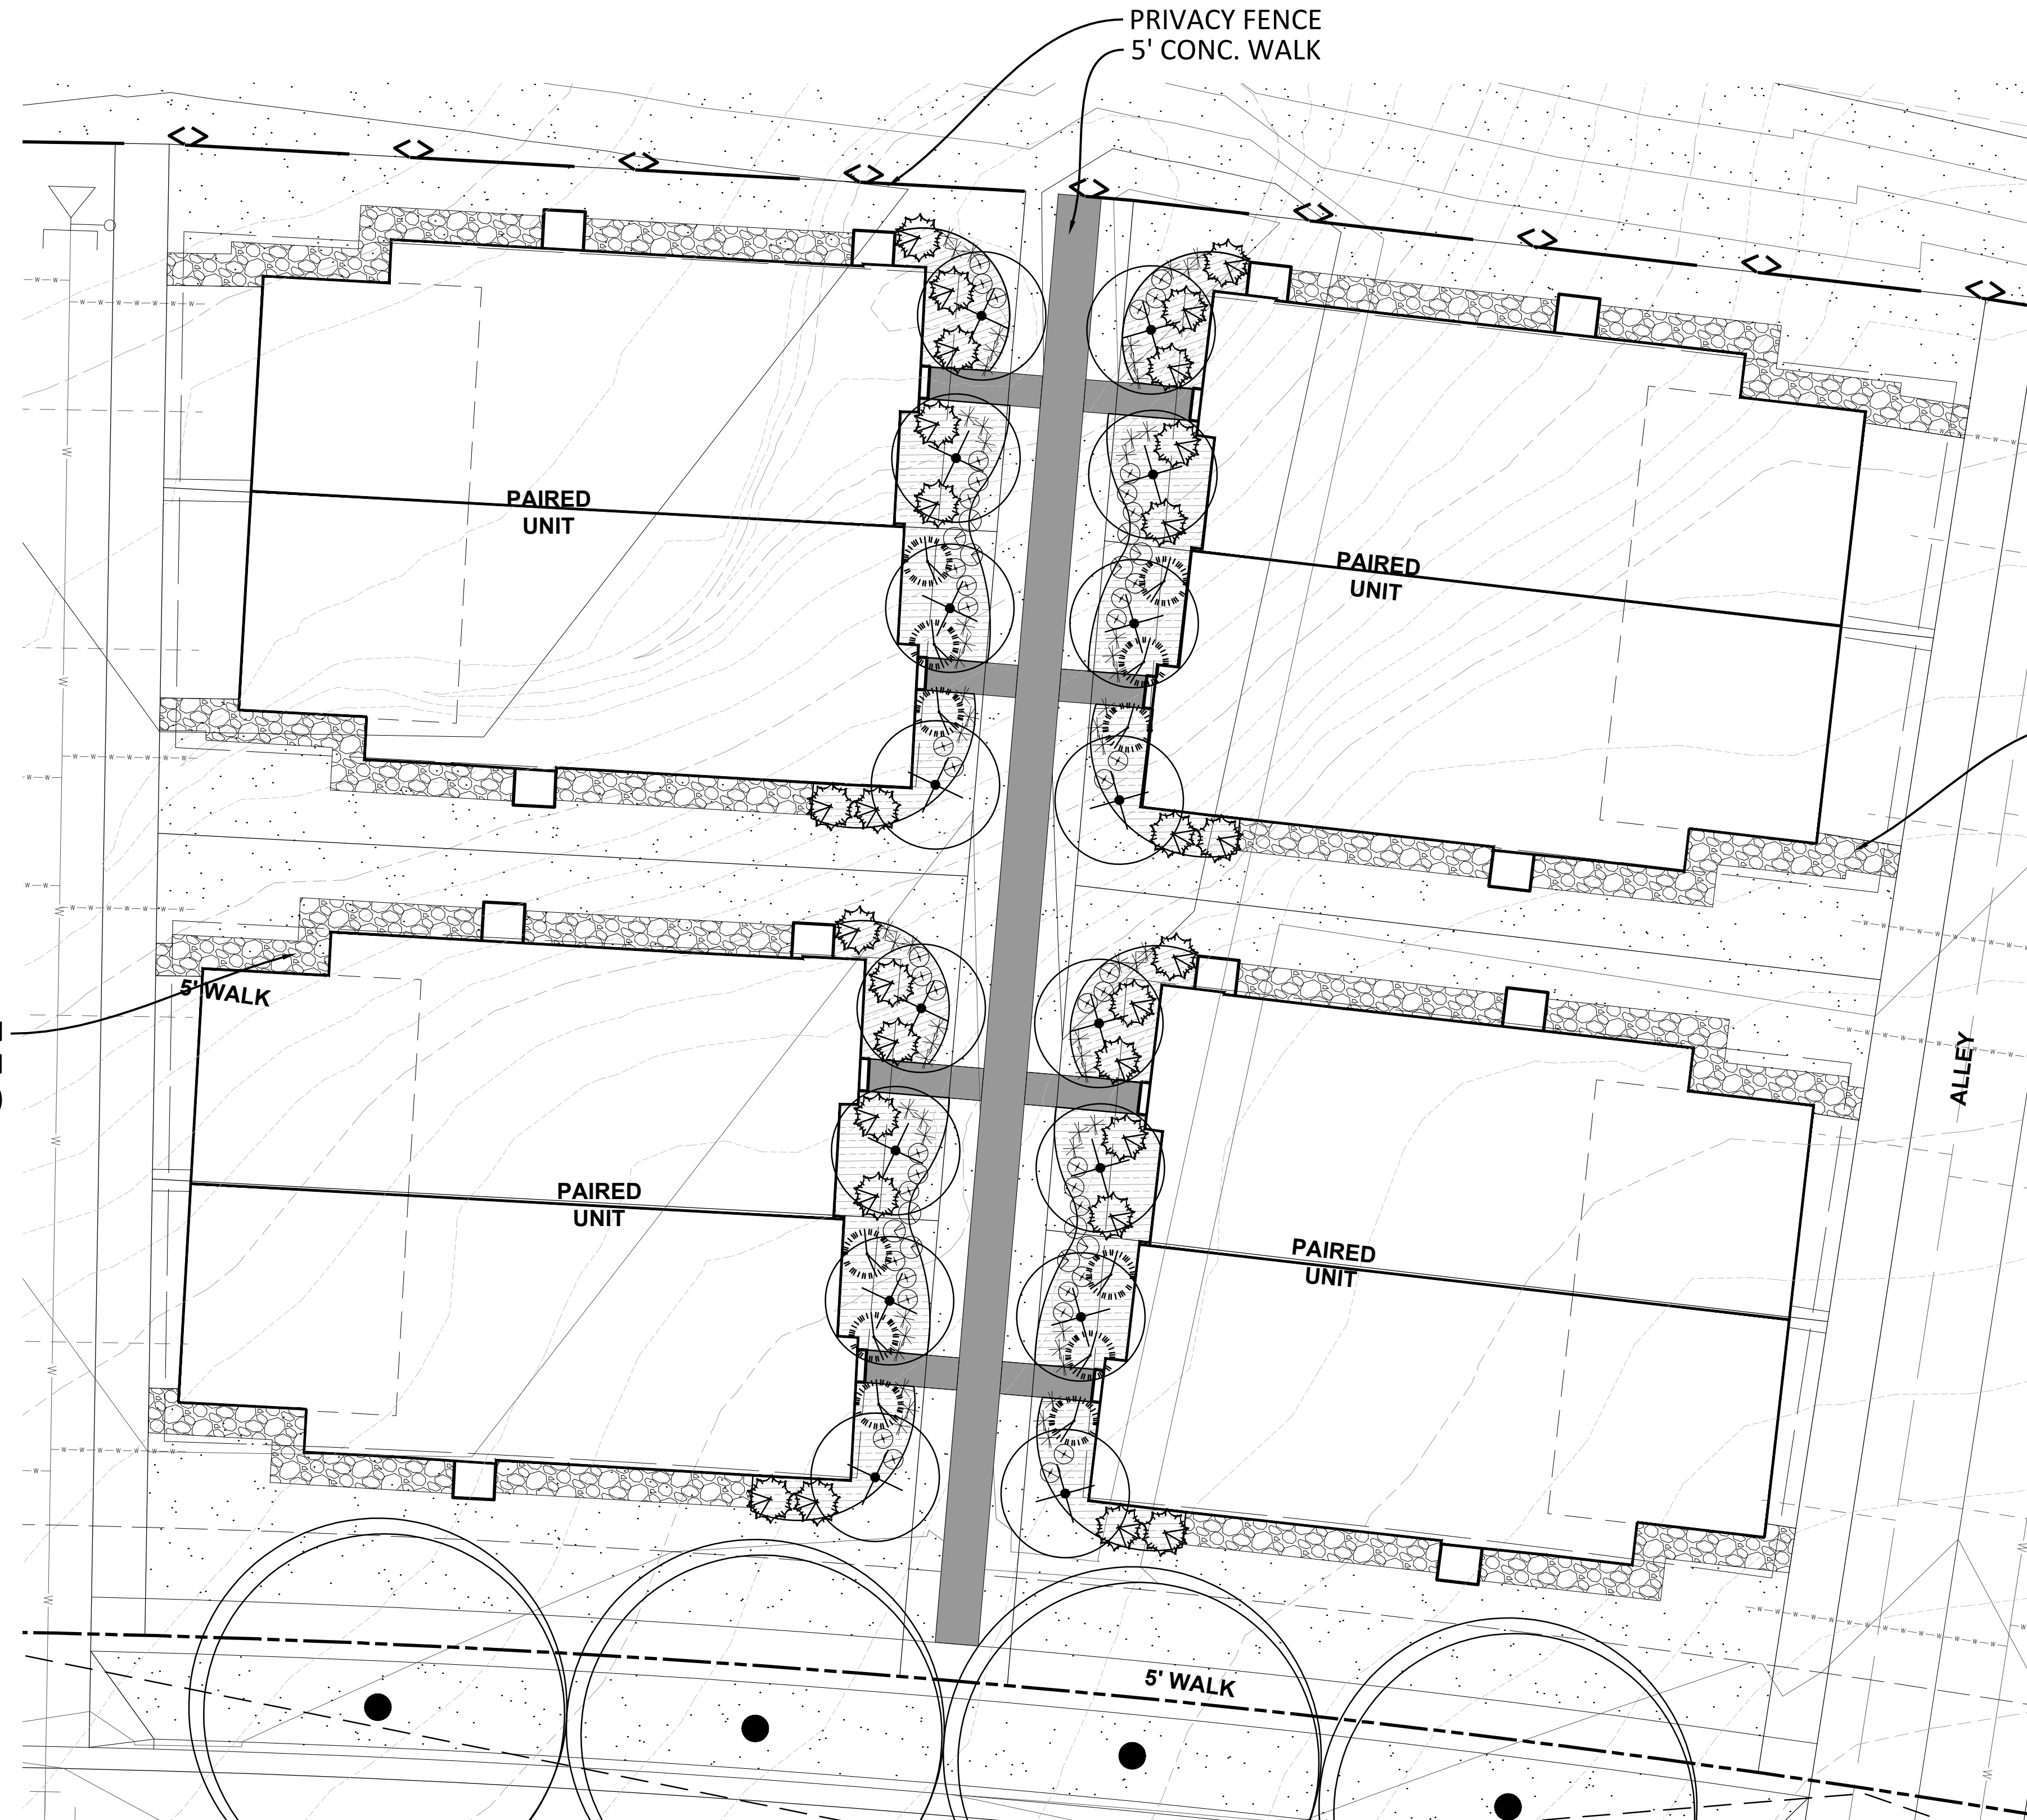 PRIVACY FENCE
5' CONC. WALK
PAIRED
UNIT
PAIRED
UNIT
5' WALK
ALLEY
PAIRED
UNIT
PAIRED
UNIT
5' WALK